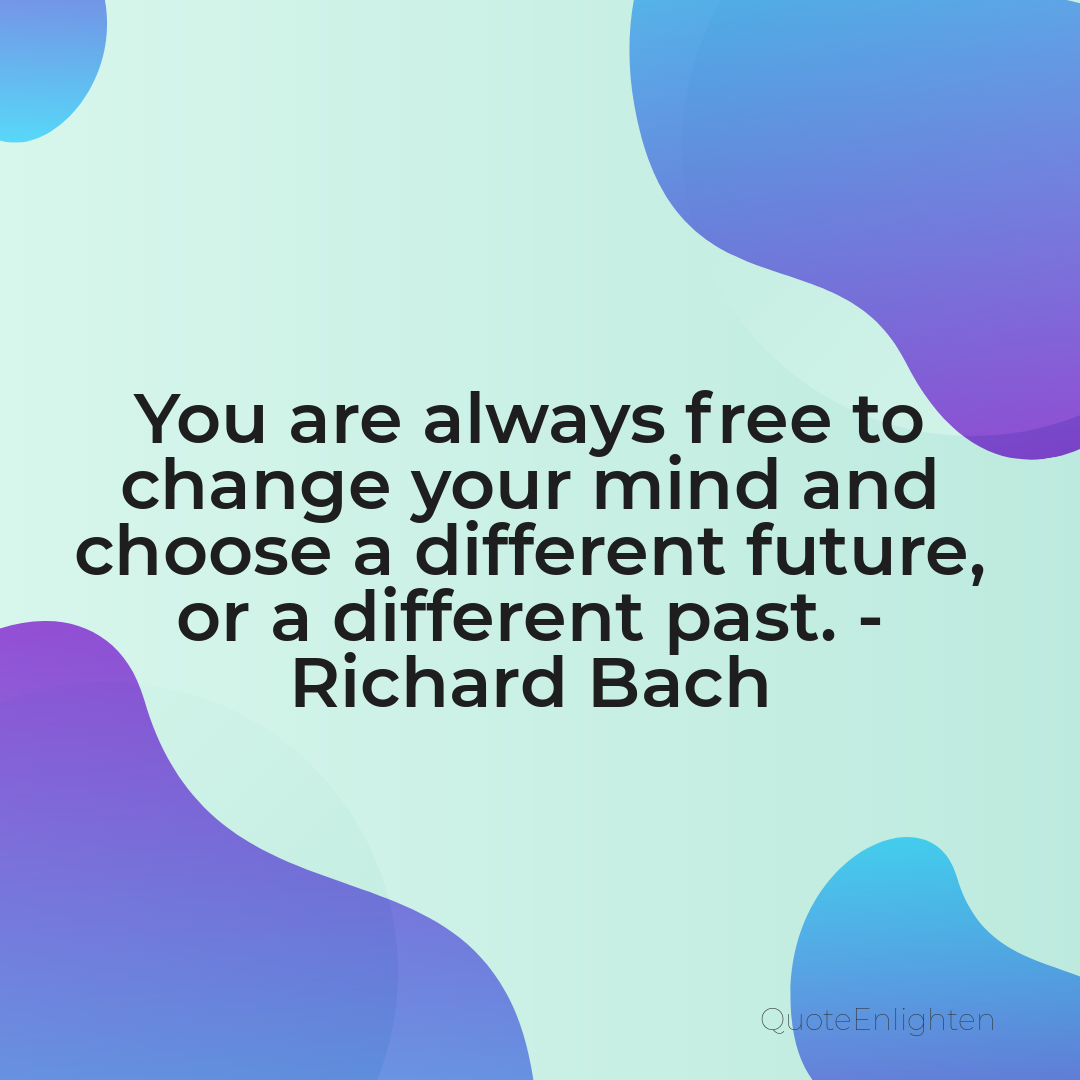 You are always free to
change your mind and
choose a different future,
or a different past. -
Richard Bach
QuoteEnlighten